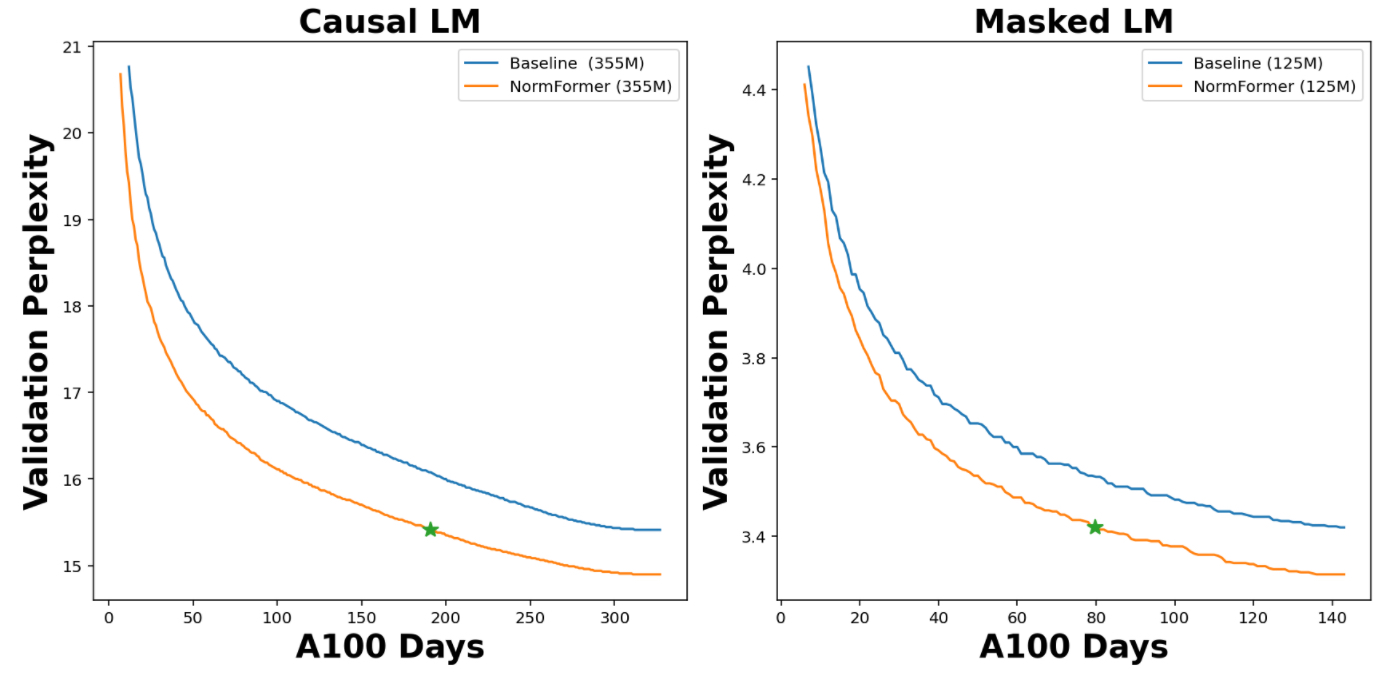 Causal LM
Validation Perplexity
21
20
19
18
17
16
15
Baseline (355M)
NormFormer (355M)
0 50 100 150 200 250 300
A100 Days
Masked LM
Validation Perplexity
4.4
4.2
4.0
3.8
3.6
3.4
Baseline (125M)
NormFormer (125M)
0 20 40 60 80 100 120 140
A100 Days